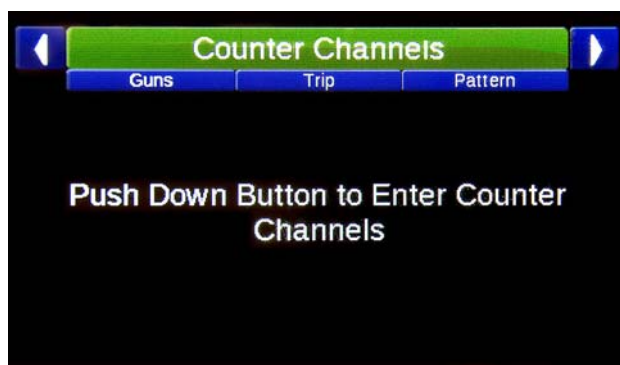 Counter Channels
Guns Trip Pattern
Push Down Button to Enter Counter
Channels